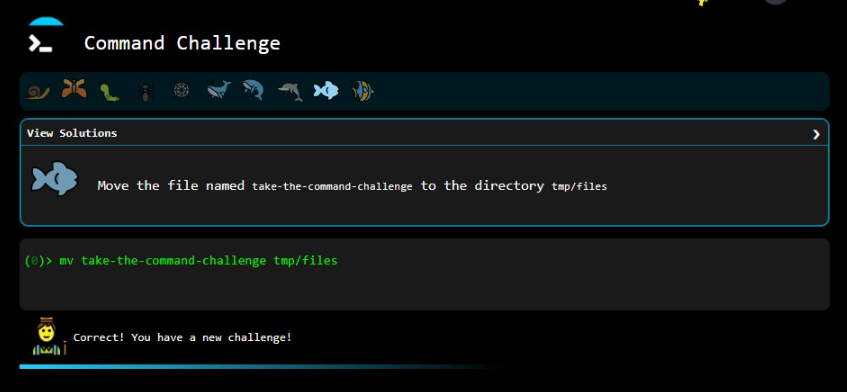 Command Challenge
View Solutions
Move the file named take-the-command-challenge to the directory tmp/files
(0)> mv take-the-command-challenge tmp/files
Correct! You have a new challenge!